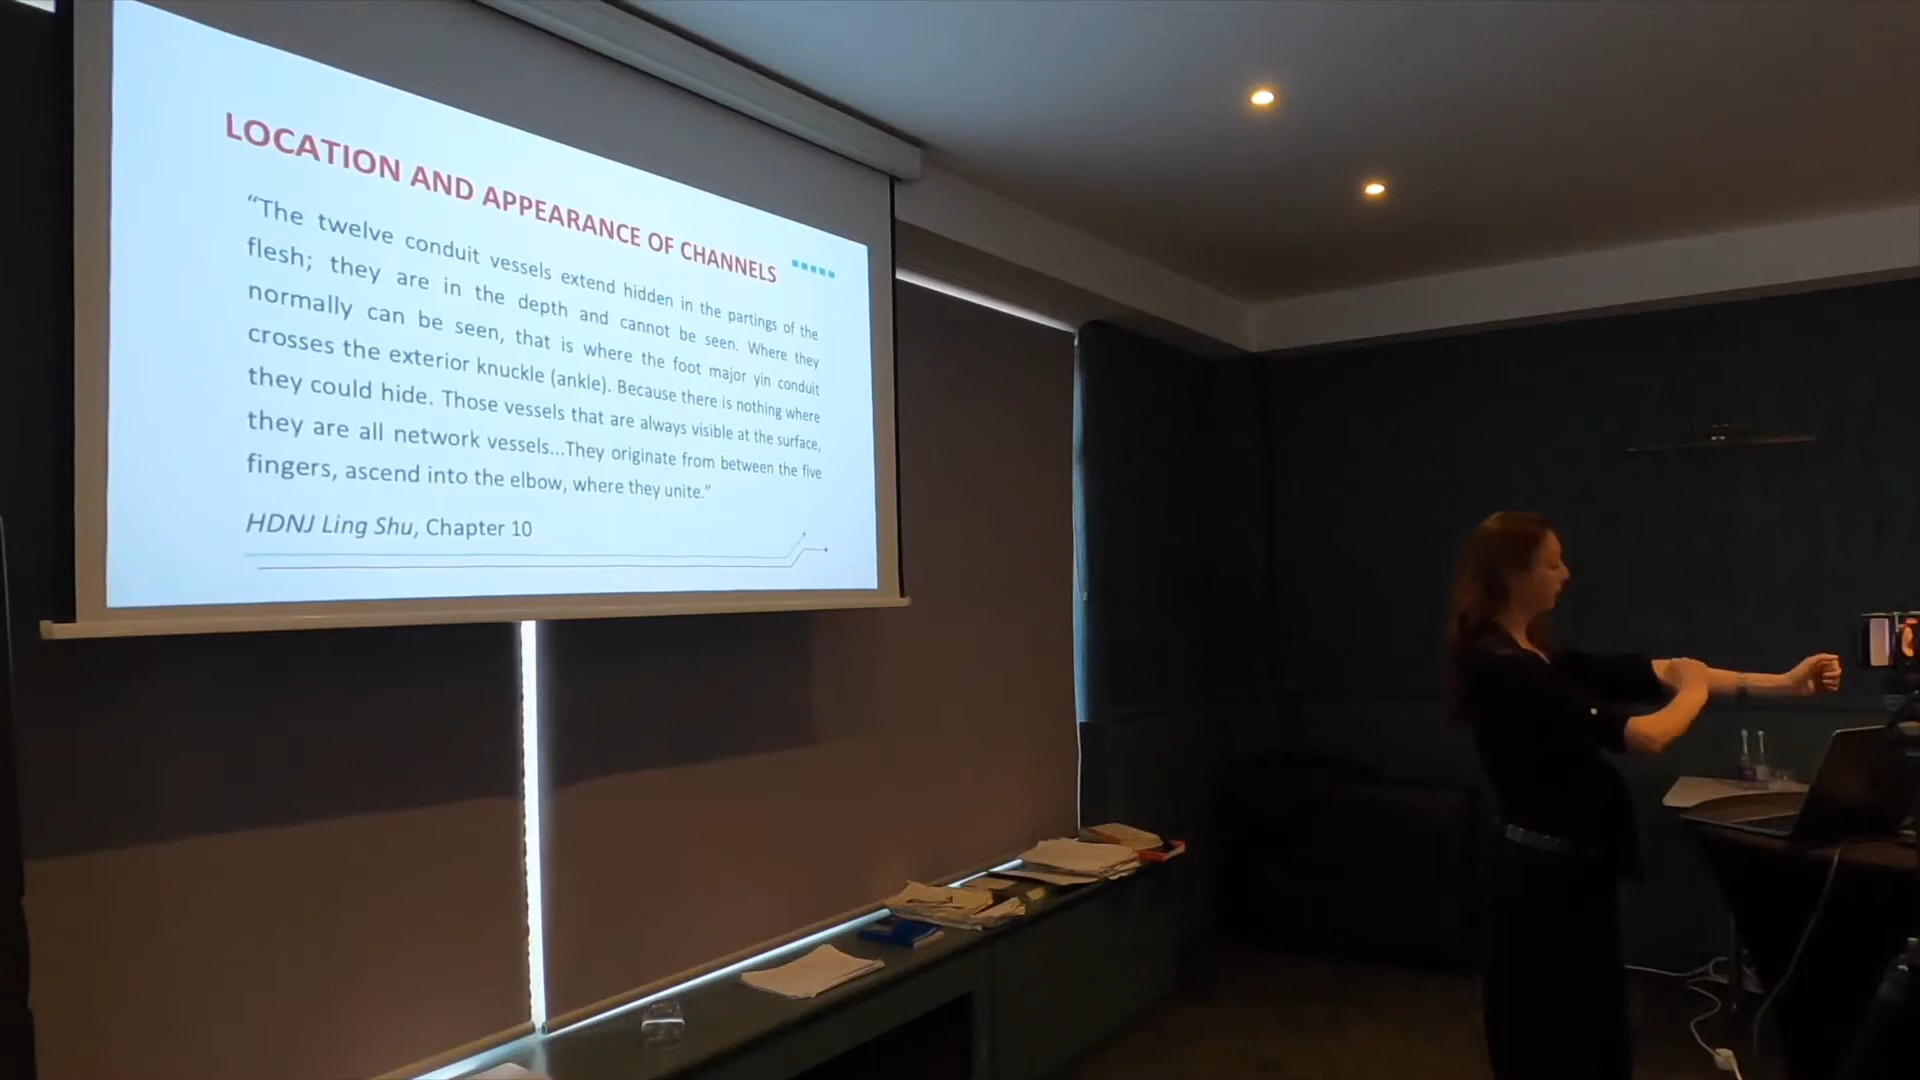 LOCATION AND APPEARANCE OF CHANNELS
“The twelve conduit vessels extend hidden in the partings of the
flesh; they are in the depth and cannot be seen. Where they
normally can be seen, that is where the foot major yin conduit
crosses the exterior knuckle (ankle). Because there is nothing where
they could hide. Those vessels that are always visible at the surface,
they are all network vessels...They originate from between the five
fingers, ascend into the elbow, where they unite.”
HDNJ Ling Shu, Chapter 10